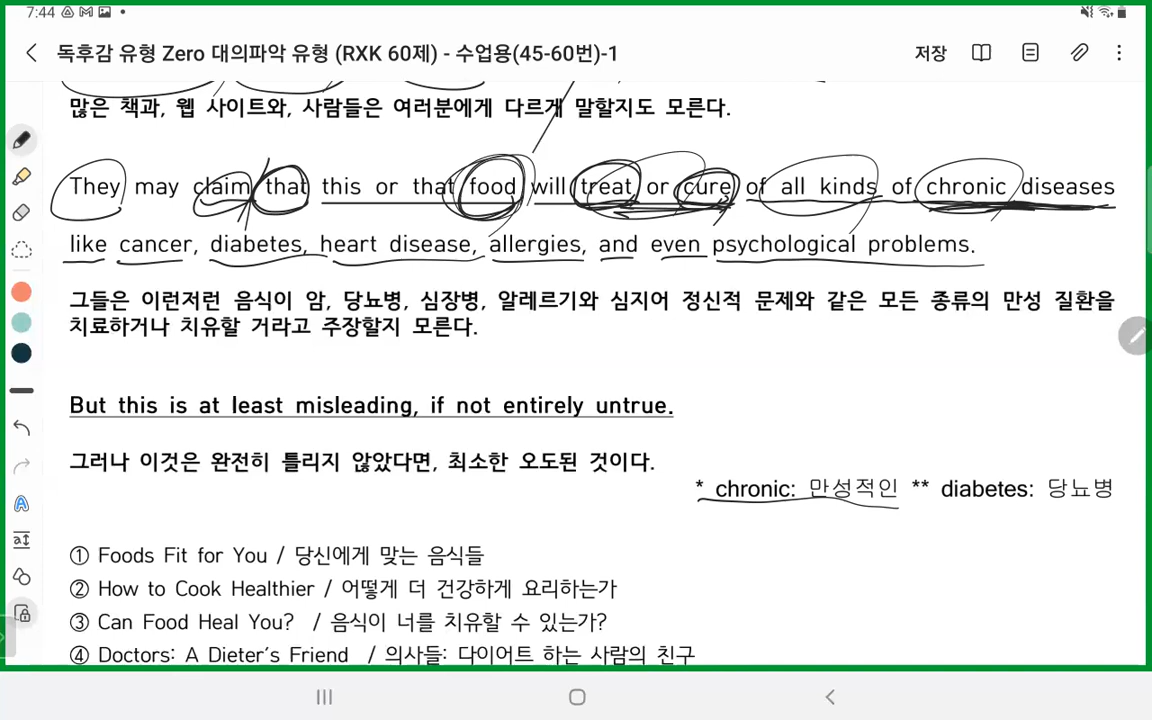 7:44
독후감 유형 Zero 대의파악 유형 (RXK 60제) - 수업용(45-60번)-1
저장
많은 책과, 웹 사이트와, 사람들은 여러분에게 다르게 말할지도 모른다.
They may claim that this or that food will treat or cure of all kinds of chronic diseases
like cancer, diabetes, heart disease, allergies, and even psychological problems.
그들은 이런저런 음식이 암, 당뇨병, 심장병, 알레르기와 심지어 정신적 문제와 같은 모든 종류의 만성 질환을
치료하거나 치유할 거라고 주장할지 모른다.
But this is at least misleading, if not entirely untrue.
그러나 이것은 완전히 틀리지 않았다면, 최소한 오도된 것이다.
* chronic: 만성적인 ** diabetes: 당뇨병
① Foods Fit for You / 당신에게 맞는 음식들
② How to Cook Healthier / 어떻게 더 건강하게 요리하는가
③ Can Food Heal You? / 음식이 너를 치유할 수 있는가?
④ Doctors: A Dieter's Friend / 의사들: 다이어트 하는 사람의 친구